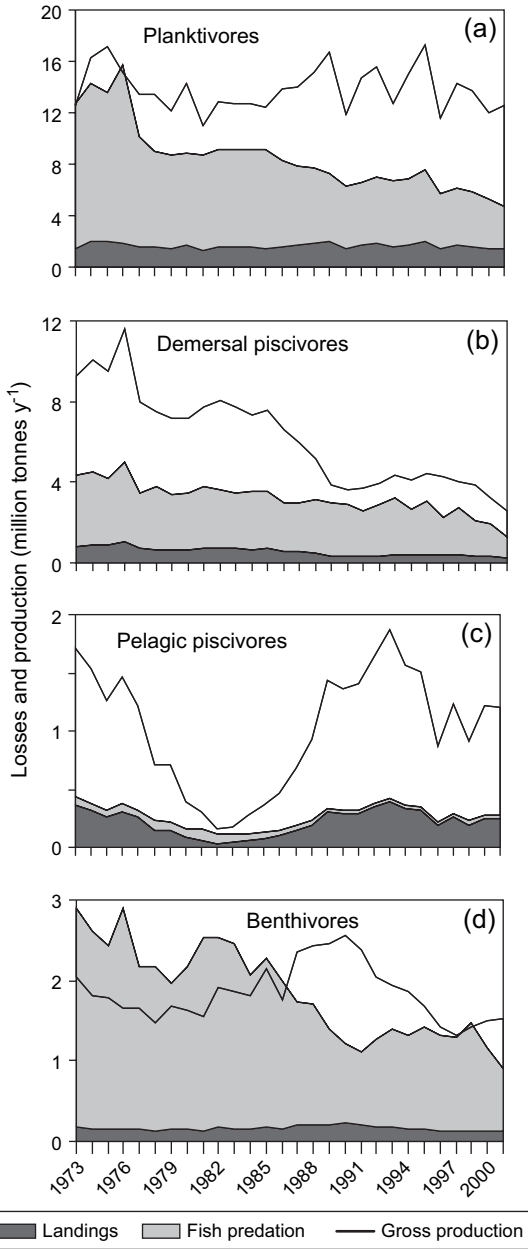 Losses and production (million tonnes y-1)
(a)
Planktivores
20
16
12
8
4
0
(b)
Demersal piscivores
12
8
4
0
(c)
Pelagic piscivores
2
1
0
(d)
Benthivores
3
2
1
0
1973 1976 1979 1982 1985 1988 1991 1994 1997 2000
Landings Fish predation Gross production